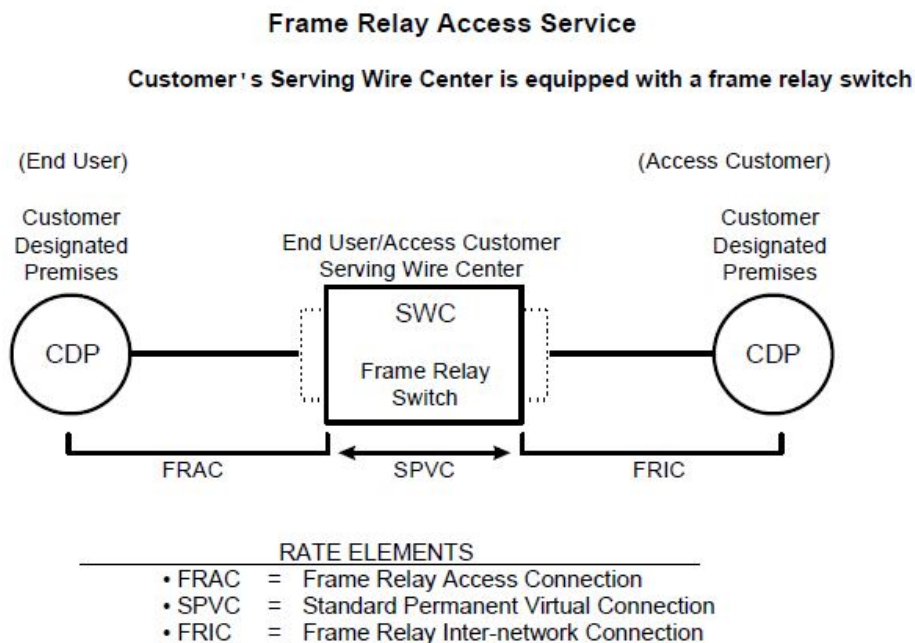 Frame Relay Access Service
Customer's Serving Wire Center is equipped with a frame relay switch
(End User)
(Access Customer)
Customer
Designated
Premises
End User/Access Customer
Serving Wire Center
Customer
Designated
Premises
CDP
SWC
Frame Relay
Switch
CDP
FRAC
SPVC
FRIC
RATE ELEMENTS
• FRAC = Frame Relay Access Connection
• SPVC = Standard Permanent Virtual Connection
• FRIC = Frame Relay Inter-network Connection